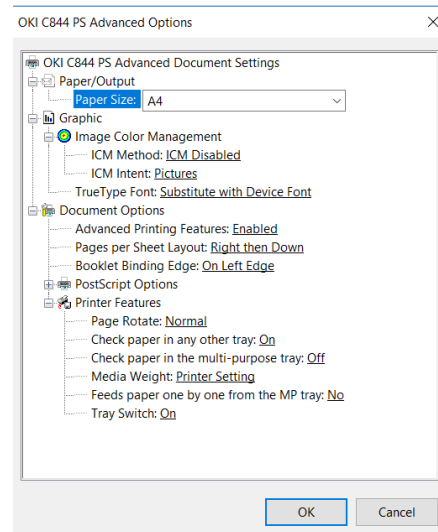 OKI C844 PS Advanced Options
OKI C844 PS Advanced Document Settings
Paper/Output
Paper Size: A4
Graphic
Image Color Management
ICM Method: ICM Disabled
ICM Intent: Pictures
TrueType Font: Substitute with Device Font
Document Options
Advanced Printing Features: Enabled
Pages per Sheet Layout: Right then Down
Booklet Binding Edge: On Left Edge
PostScript Options
Printer Features
Page Rotate: Normal
Check paper in any other tray: On
Check paper in the multi-purpose tray: Off
Media Weight: Printer Setting
Feeds paper one by one from the MP tray: No
Tray Switch: On
OK Cancel